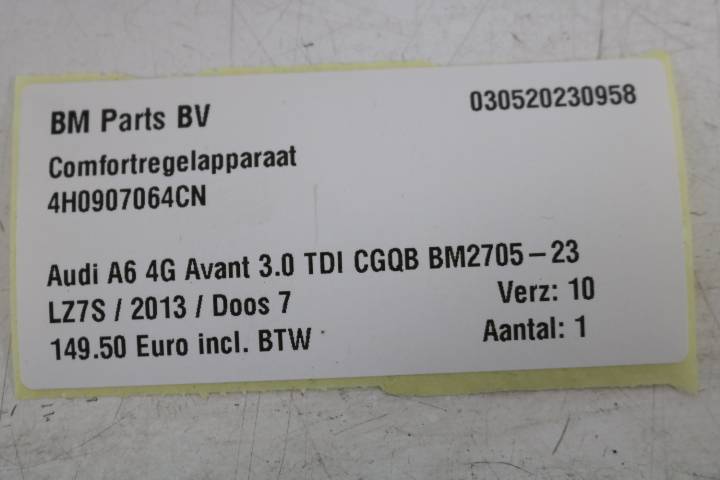 BM Parts BV 030520230958
Comfortregelapparaat
4H0907064CN
Audi A6 4G Avant 3.0 TDI CGQB BM2705-23
LZ7S / 2013 / Doos 7 Verz: 10
149.50 Euro incl. BTW Aantal: 1